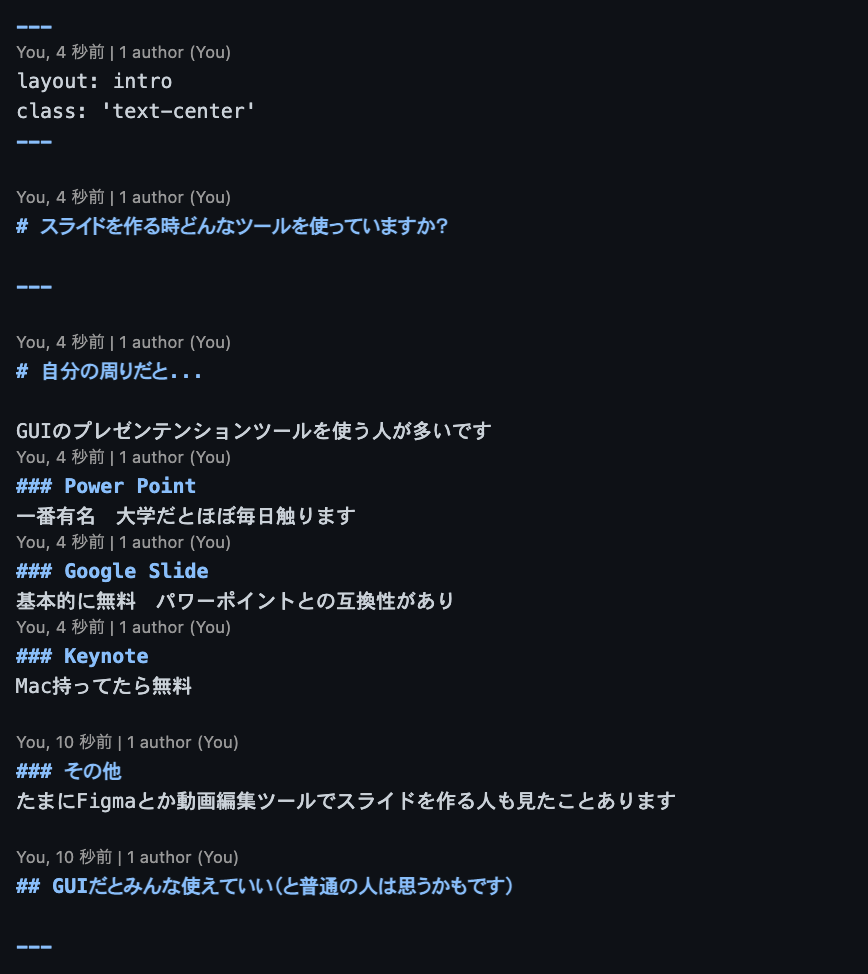 ---
You, 4 秒前 | 1 author (You)
layout: intro
class: 'text-center'
---
You, 4 秒前 | 1 author (You)
# スライドを作る時どんなツールを使っていますか?
---
You, 4 秒前 | 1 author (You)
# 自分の周りだと...
GUIのプレゼンテンションツールを使う人が多いです
You, 4 秒前 | 1 author (You)
### Power Point
一番有名　大学だとほぼ毎日触ります
You, 4 秒前 | 1 author (You)
### Google Slide
基本的に無料　パワーポイントとの互換性があり
You, 4 秒前 | 1 author (You)
### Keynote
Mac持ってたら無料
You, 10 秒前 | 1 author (You)
### その他
たまにFigmaとか動画編集ツールでスライドを作る人も見たことあります
You, 10 秒前 | 1 author (You)
## GUIだとみんな使えていい(と普通の人は思うかもです)
---